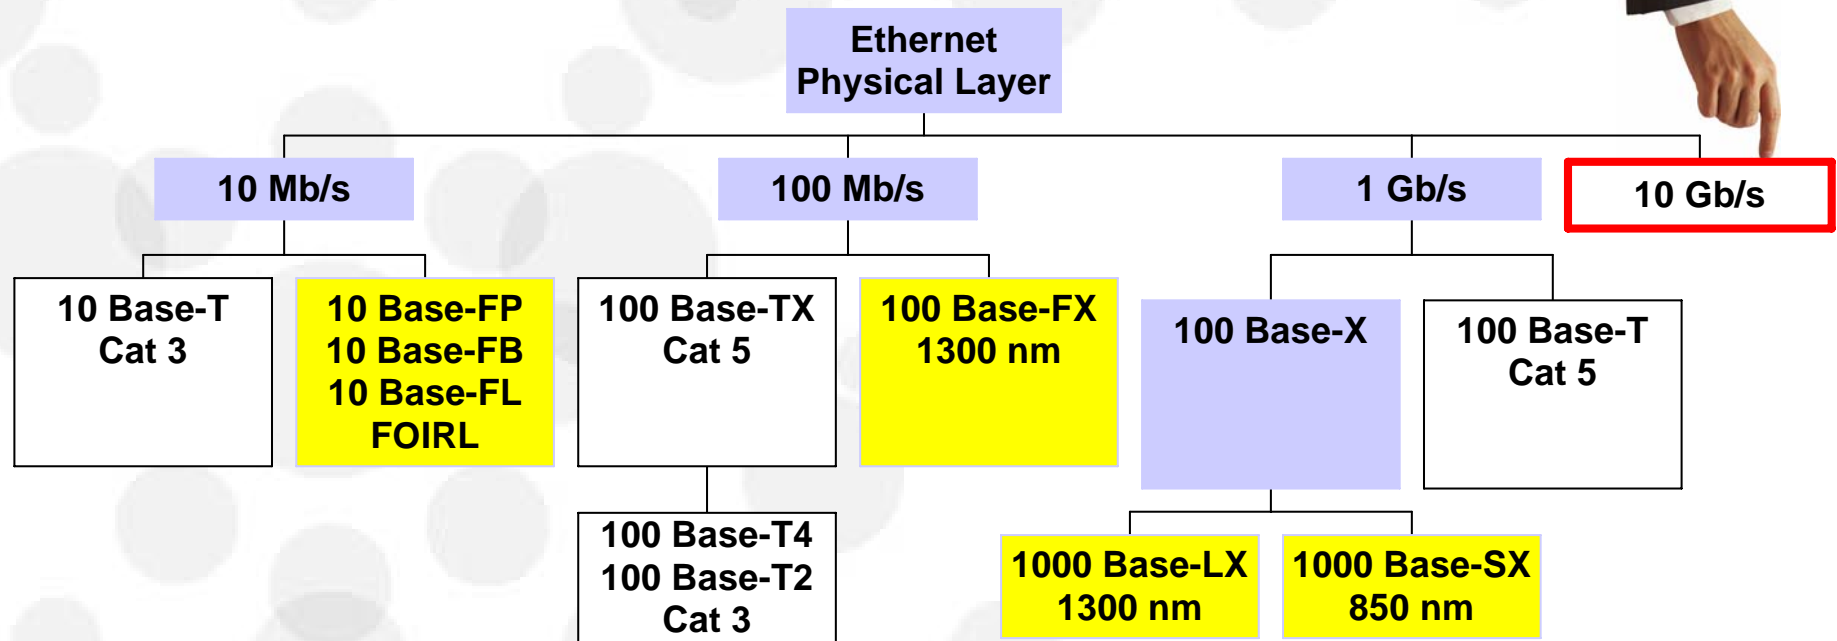 Ethernet
Physical Layer
10 Mb/s
100 Mb/s
1 Gb/s
10 Gb/s
10 Base-T
Cat 3
10 Base-FP
10 Base-FB
10 Base-FL
FOIRL
100 Base-TX
Cat 5
100 Base-FX
1300 nm
100 Base-X
100 Base-T
Cat 5
100 Base-T4
100 Base-T2
Cat 3
1000 Base-LX
1300 nm
1000 Base-SX
850 nm